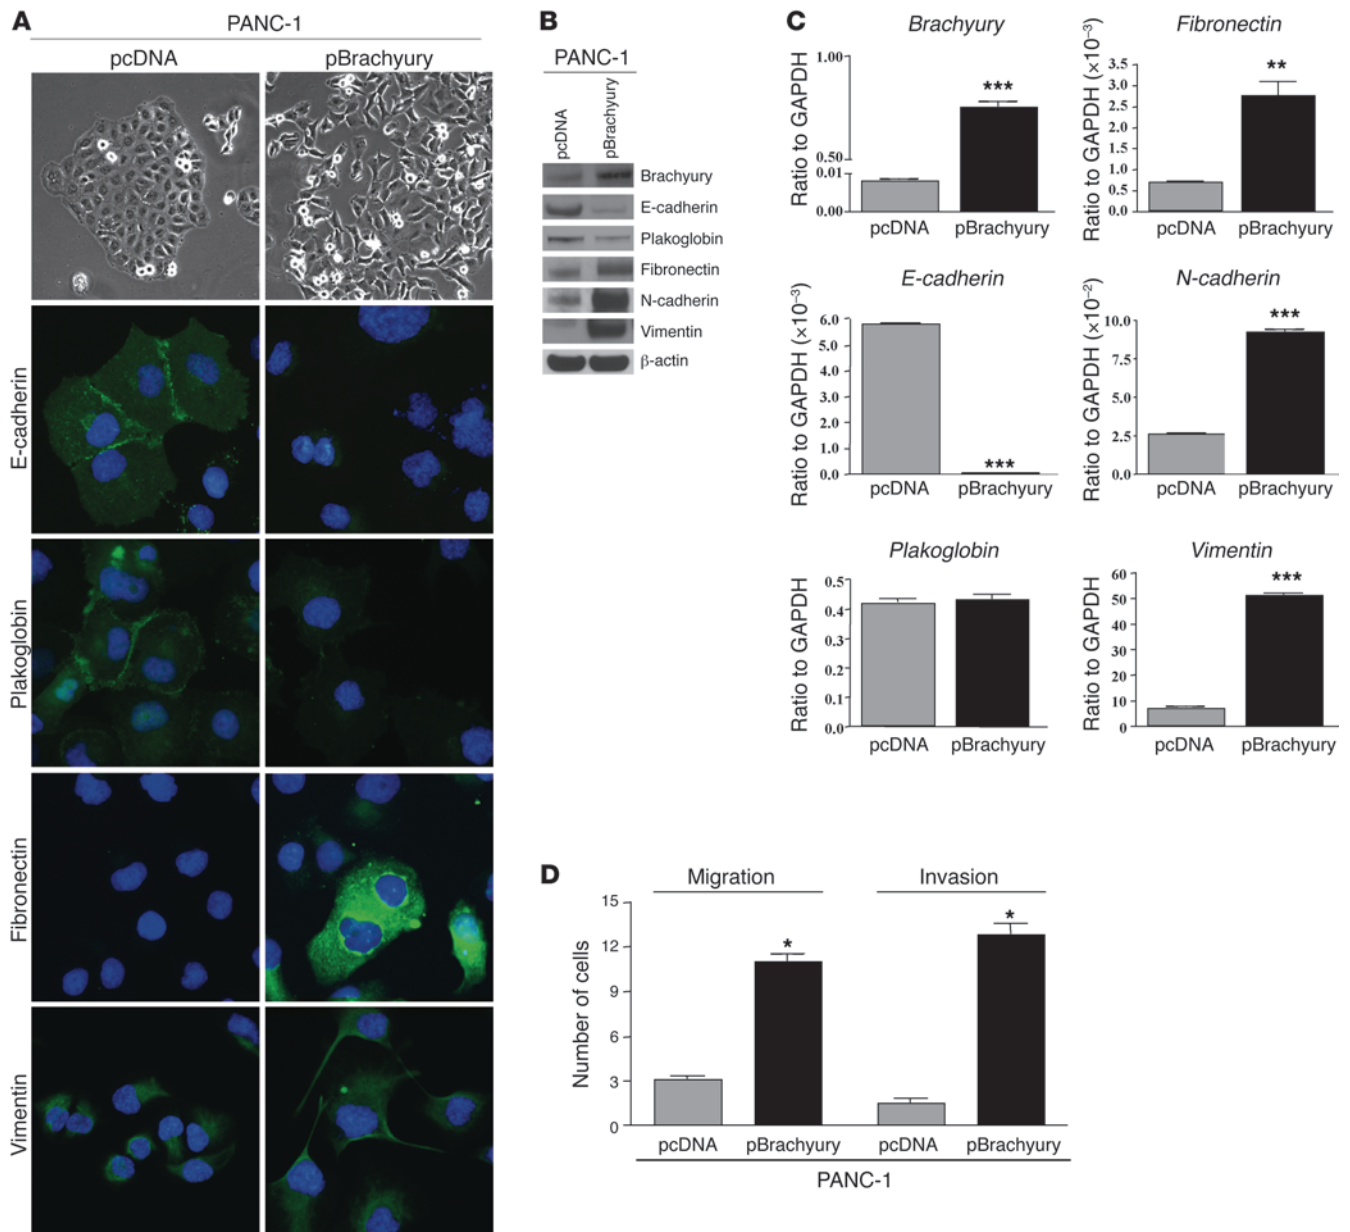 A
PANC-1
pcDNA
pBrachyury
E-cadherin
Plakoglobin
Fibronectin
Vimentin
B
PANC-1
pcDNA
pBrachyury
Brachyury
E-cadherin
Plakoglobin
Fibronectin
N-cadherin
Vimentin
β-actin
C
Brachyury
Ratio to GAPDH
1.00
0.50
0.01
0.00
pcDNA pBrachyury
Fibronectin
Ratio to GAPDH (×10⁻³)
3.5
3.0
2.5
2.0
1.5
1.0
0.5
0.0
***
**
pcDNA pBrachyury
E-cadherin
Ratio to GAPDH (×10⁻³)
6.0
5.0
4.0
3.0
2.0
1.0
0.0
***
pcDNA pBrachyury
N-cadherin
Ratio to GAPDH (×10⁻²)
10.0
7.5
5.0
2.5
0.0
***
pcDNA pBrachyury
Plakoglobin
Ratio to GAPDH
0.5
0.4
0.3
0.2
0.1
0.0
pcDNA pBrachyury
Vimentin
Ratio to GAPDH
60
50
40
30
20
10
0
***
pcDNA pBrachyury
D
Migration
Invasion
Number of cells
15
12
9
6
3
0
*
*
pcDNA pBrachyury pcDNA pBrachyury
PANC-1